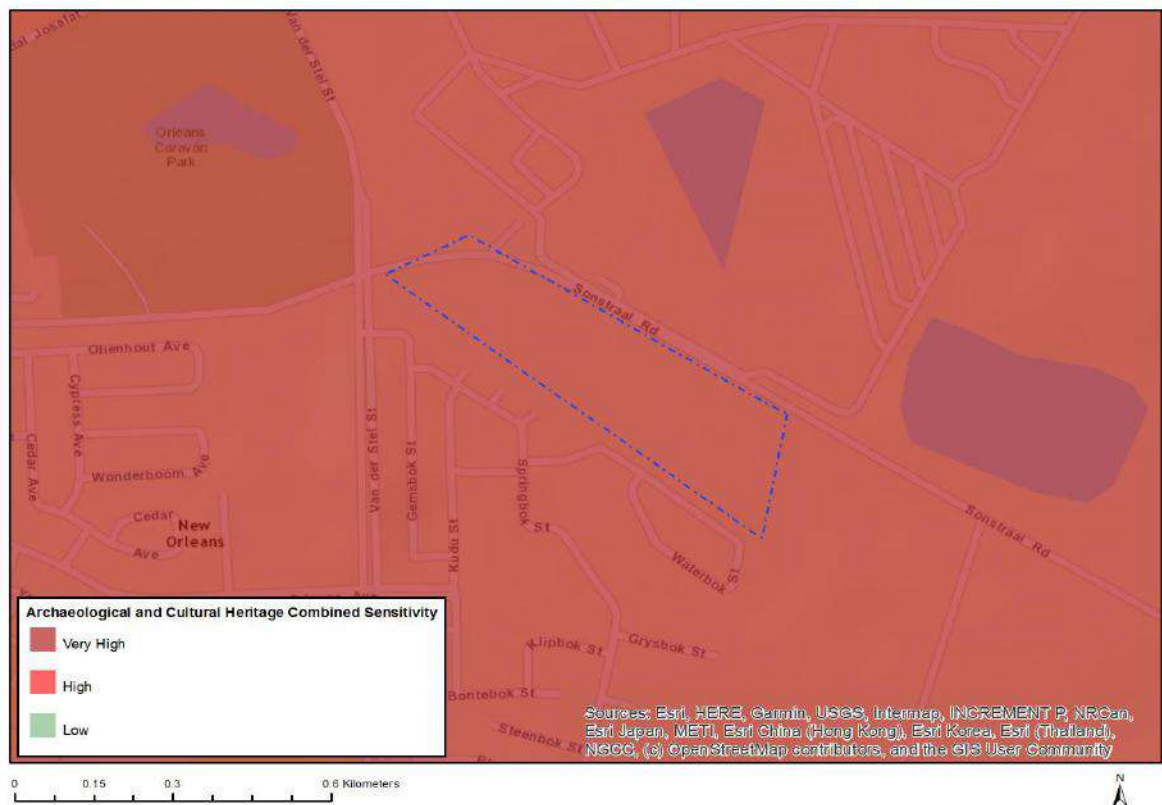 dal Josafat
Van der Stel St
Orleans
Caravan
Park
Sonstraal Rd
Olienhout Ave
Cypress Ave
Cedar Ave
Wonderboom Ave
Cedar
Ave
New
Orleans
Van der Stel St
Gemsbok St
Kudu St
Springbok
St
Waterbok St
Sonstraal Rd
Klipbok St
Grysbok St
Bontebok St
Steenbok St
Archaeological and Cultural Heritage Combined Sensitivity
Very High
High
Low
Sources: Esri, HERE, Garmin, USGS, Intermap, INCREMENT P, NRCan,
Esri Japan, METI, Esri China (Hong Kong), Esri Korea, Esri (Thailand),
NGCC, (c) OpenStreetMap contributors, and the GIS User Community
0 0.15 0.3 0.6 Kilometers
N